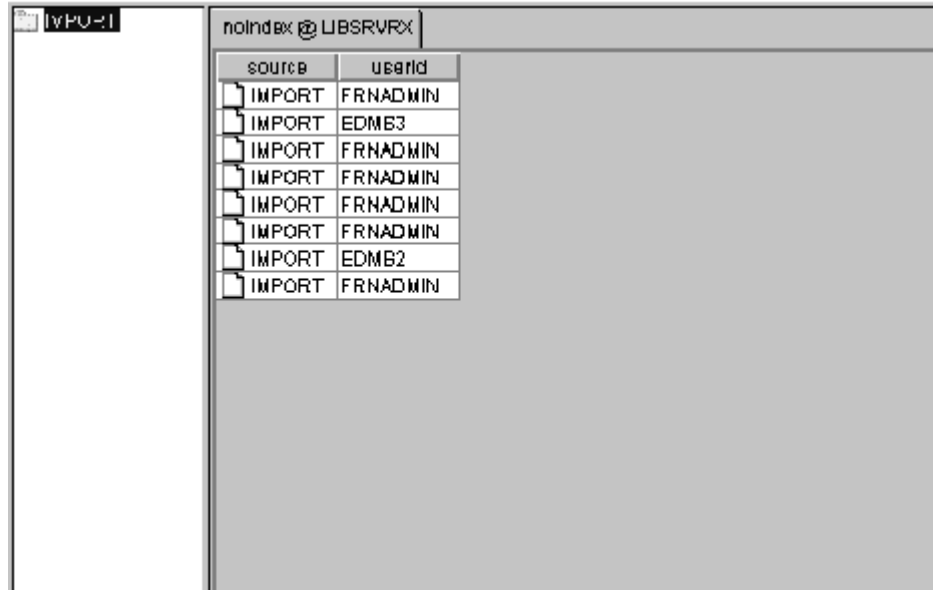 IMPORT
noindex @ LIBSRVRX
source userid
IMPORT FRNADMIN
IMPORT EDMB3
IMPORT FRNADMIN
IMPORT FRNADMIN
IMPORT FRNADMIN
IMPORT FRNADMIN
IMPORT EDMB2
IMPORT FRNADMIN